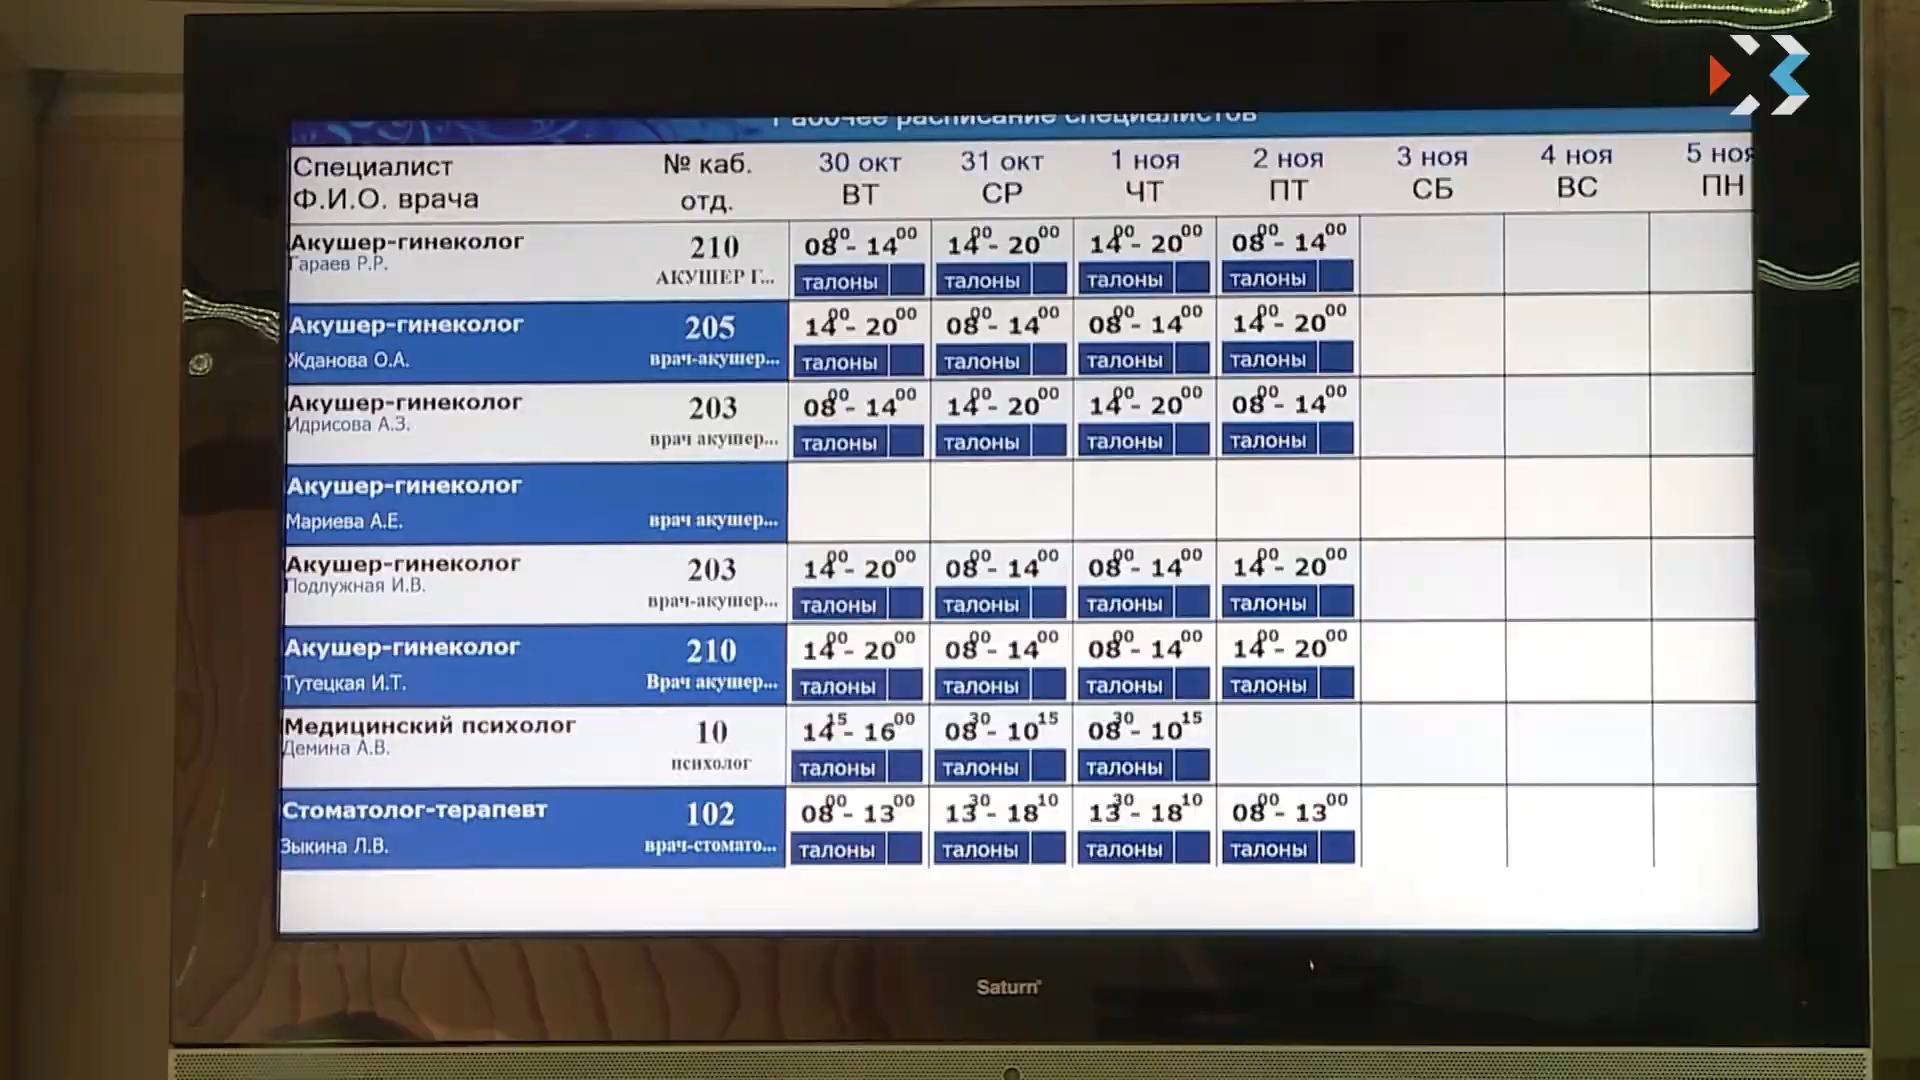 Рабочее расписание специалистов
Специалист № каб. 30 окт 31 окт 1 ноя 2 ноя 3 ноя 4 ноя 5 ноя
Ф.И.О. врача отд. ВТ СР ЧТ ПТ СБ ВС ПН
Акушер-гинеколог 210 08⁰⁰ - 14⁰⁰ 14⁰⁰ - 20⁰⁰ 14⁰⁰ - 20⁰⁰ 08⁰⁰ - 14⁰⁰
Гараев Р.Р. АКУШЕР Г... талоны талоны талоны талоны
Акушер-гинеколог 205 14⁰⁰ - 20⁰⁰ 08⁰⁰ - 14⁰⁰ 08⁰⁰ - 14⁰⁰ 14⁰⁰ - 20⁰⁰
Жданова О.А. врач-акушер... талоны талоны талоны талоны
Акушер-гинеколог 203 08⁰⁰ - 14⁰⁰ 14⁰⁰ - 20⁰⁰ 14⁰⁰ - 20⁰⁰ 08⁰⁰ - 14⁰⁰
Идрисова А.З. врач акушер... талоны талоны талоны талоны
Акушер-гинеколог
Мариева А.Е. врач акушер...
Акушер-гинеколог 203 14⁰⁰ - 20⁰⁰ 08⁰⁰ - 14⁰⁰ 08⁰⁰ - 14⁰⁰ 14⁰⁰ - 20⁰⁰
Подлужная И.В. врач-акушер... талоны талоны талоны талоны
Акушер-гинеколог 210 14⁰⁰ - 20⁰⁰ 08⁰⁰ - 14⁰⁰ 08⁰⁰ - 14⁰⁰ 14⁰⁰ - 20⁰⁰
Тутецкая И.Т. Врач акушер... талоны талоны талоны талоны
Медицинский психолог 10 14¹⁵ - 16⁰⁰ 08³⁰ - 10¹⁵ 08³⁰ - 10¹⁵
Демина А.В. психолог талоны талоны талоны
Стоматолог-терапевт 102 08⁰⁰ - 13⁰⁰ 13³⁰ - 18¹⁰ 13³⁰ - 18¹⁰ 08⁰⁰ - 13⁰⁰
Зыкина Л.В. врач-стомато... талоны талоны талоны талоны
Saturn